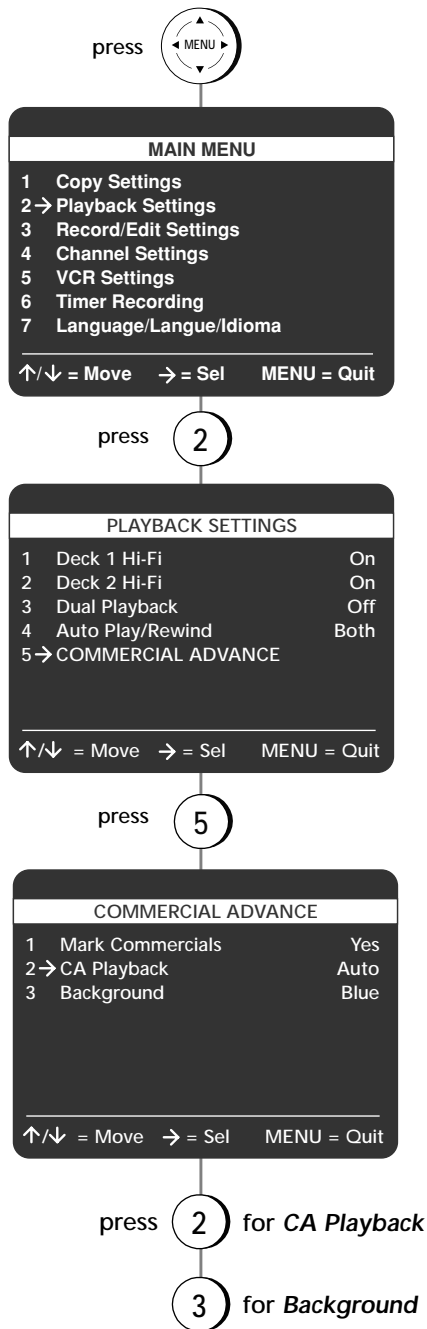 press MENU
MAIN MENU
1 Copy Settings
2→ Playback Settings
3 Record/Edit Settings
4 Channel Settings
5 VCR Settings
6 Timer Recording
7 Language/Langue/Idioma
↑/↓ = Move → = Sel MENU = Quit
press 2
PLAYBACK SETTINGS
1 Deck 1 Hi-Fi On
2 Deck 2 Hi-Fi On
3 Dual Playback Off
4 Auto Play/Rewind Both
5→ COMMERCIAL ADVANCE
↑/↓ = Move → = Sel MENU = Quit
press 5
COMMERCIAL ADVANCE
1 Mark Commercials Yes
2→ CA Playback Auto
3 Background Blue
↑/↓ = Move → = Sel MENU = Quit
press 2 for CA Playback
3 for Background